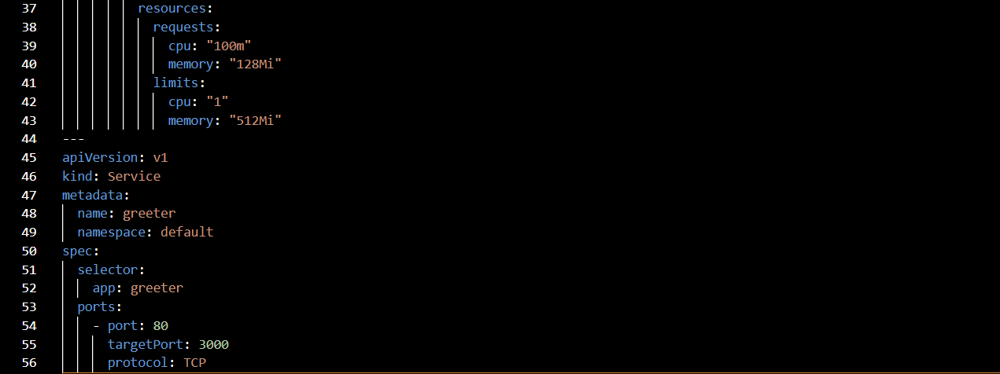 37 resources:
38 requests:
39 cpu: "100m"
40 memory: "128Mi"
41 limits:
42 cpu: "1"
43 memory: "512Mi"
44 ---
45 apiVersion: v1
46 kind: Service
47 metadata:
48 name: greeter
49 namespace: default
50 spec:
51 selector:
52 app: greeter
53 ports:
54 - port: 80
55 targetPort: 3000
56 protocol: TCP